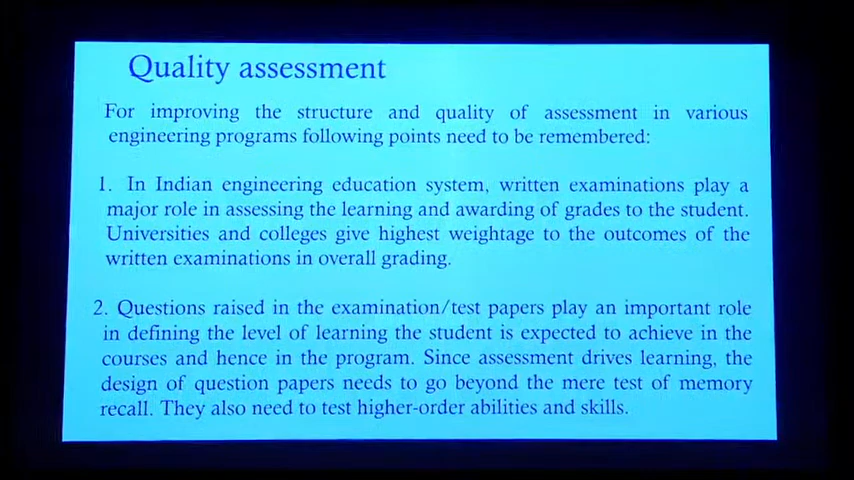 Quality assessment
For improving the structure and quality of assessment in various
engineering programs following points need to be remembered:
1. In Indian engineering education system, written examinations play a
major role in assessing the learning and awarding of grades to the student.
Universities and colleges give highest weightage to the outcomes of the
written examinations in overall grading.
2. Questions raised in the examination/test papers play an important role
in defining the level of learning the student is expected to achieve in the
courses and hence in the program. Since assessment drives learning, the
design of question papers needs to go beyond the mere test of memory
recall. They also need to test higher-order abilities and skills.